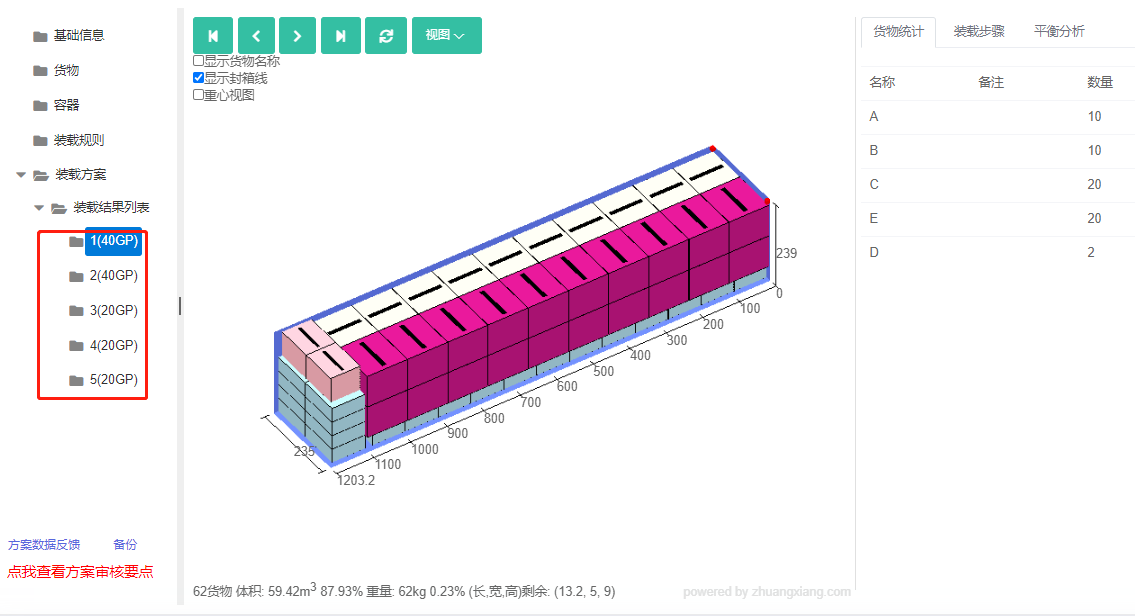 基础信息
货物
容器
装载规则
装载方案
装载结果列表
1(40GP)
2(40GP)
3(20GP)
4(20GP)
5(20GP)
方案数据反馈 备份
点我查看方案审核要点
视图
显示货物名称
显示封箱线
重心视图
239
0
100
200
300
400
500
600
700
800
900
1000
1100
1203.2
235
62货物 体积: 59.42m3 87.93% 重量: 62kg 0.23% (长,宽,高)剩余: (13.2, 5, 9)
powered by zhuangxiang.com
货物统计 装载步骤 平衡分析
名称 备注 数量
A 10
B 10
C 20
E 20
D 2